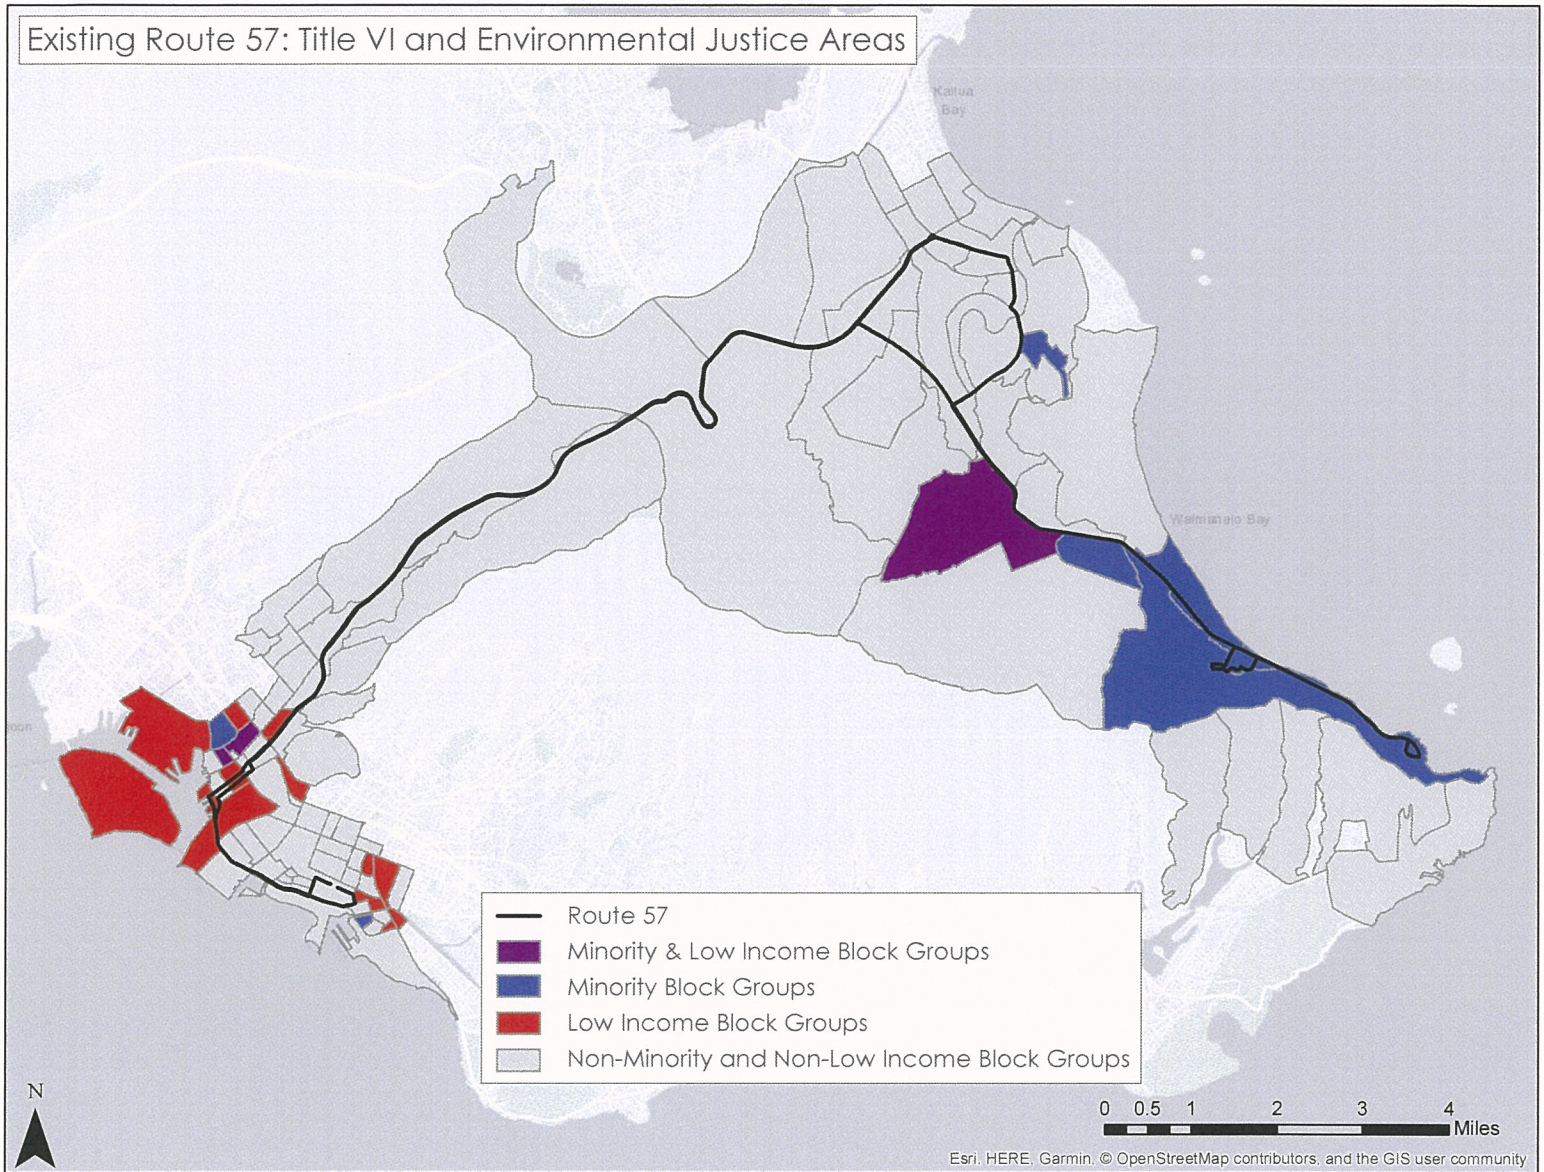 Existing Route 57: Title VI and Environmental Justice Areas
Kailua
Bay
Waimanalo Bay
Route 57
Minority & Low Income Block Groups
Minority Block Groups
Low Income Block Groups
Non-Minority and Non-Low Income Block Groups
N
0 0.5 1 2 3 4
Miles
Esri, HERE, Garmin, © OpenStreetMap contributors, and the GIS user community